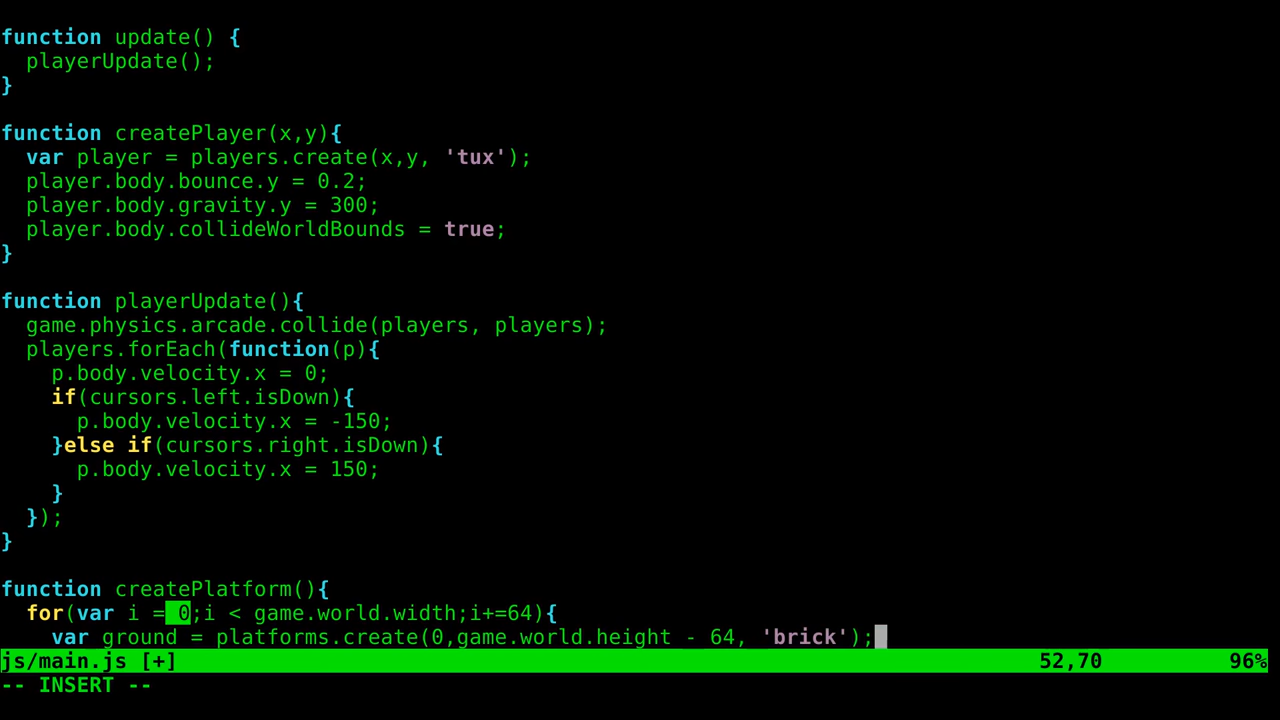 function update() {
  playerUpdate();
}

function createPlayer(x,y){
  var player = players.create(x,y, 'tux');
  player.body.bounce.y = 0.2;
  player.body.gravity.y = 300;
  player.body.collideWorldBounds = true;
}

function playerUpdate(){
  game.physics.arcade.collide(players, players);
  players.forEach(function(p){
    p.body.velocity.x = 0;
    if(cursors.left.isDown){
      p.body.velocity.x = -150;
    }else if(cursors.right.isDown){
      p.body.velocity.x = 150;
    }
  });
}

function createPlatform(){
  for(var i = 0;i < game.world.width;i+=64){
    var ground = platforms.create(0,game.world.height - 64, 'brick');
js/main.js [+] 52,70 96%
-- INSERT --